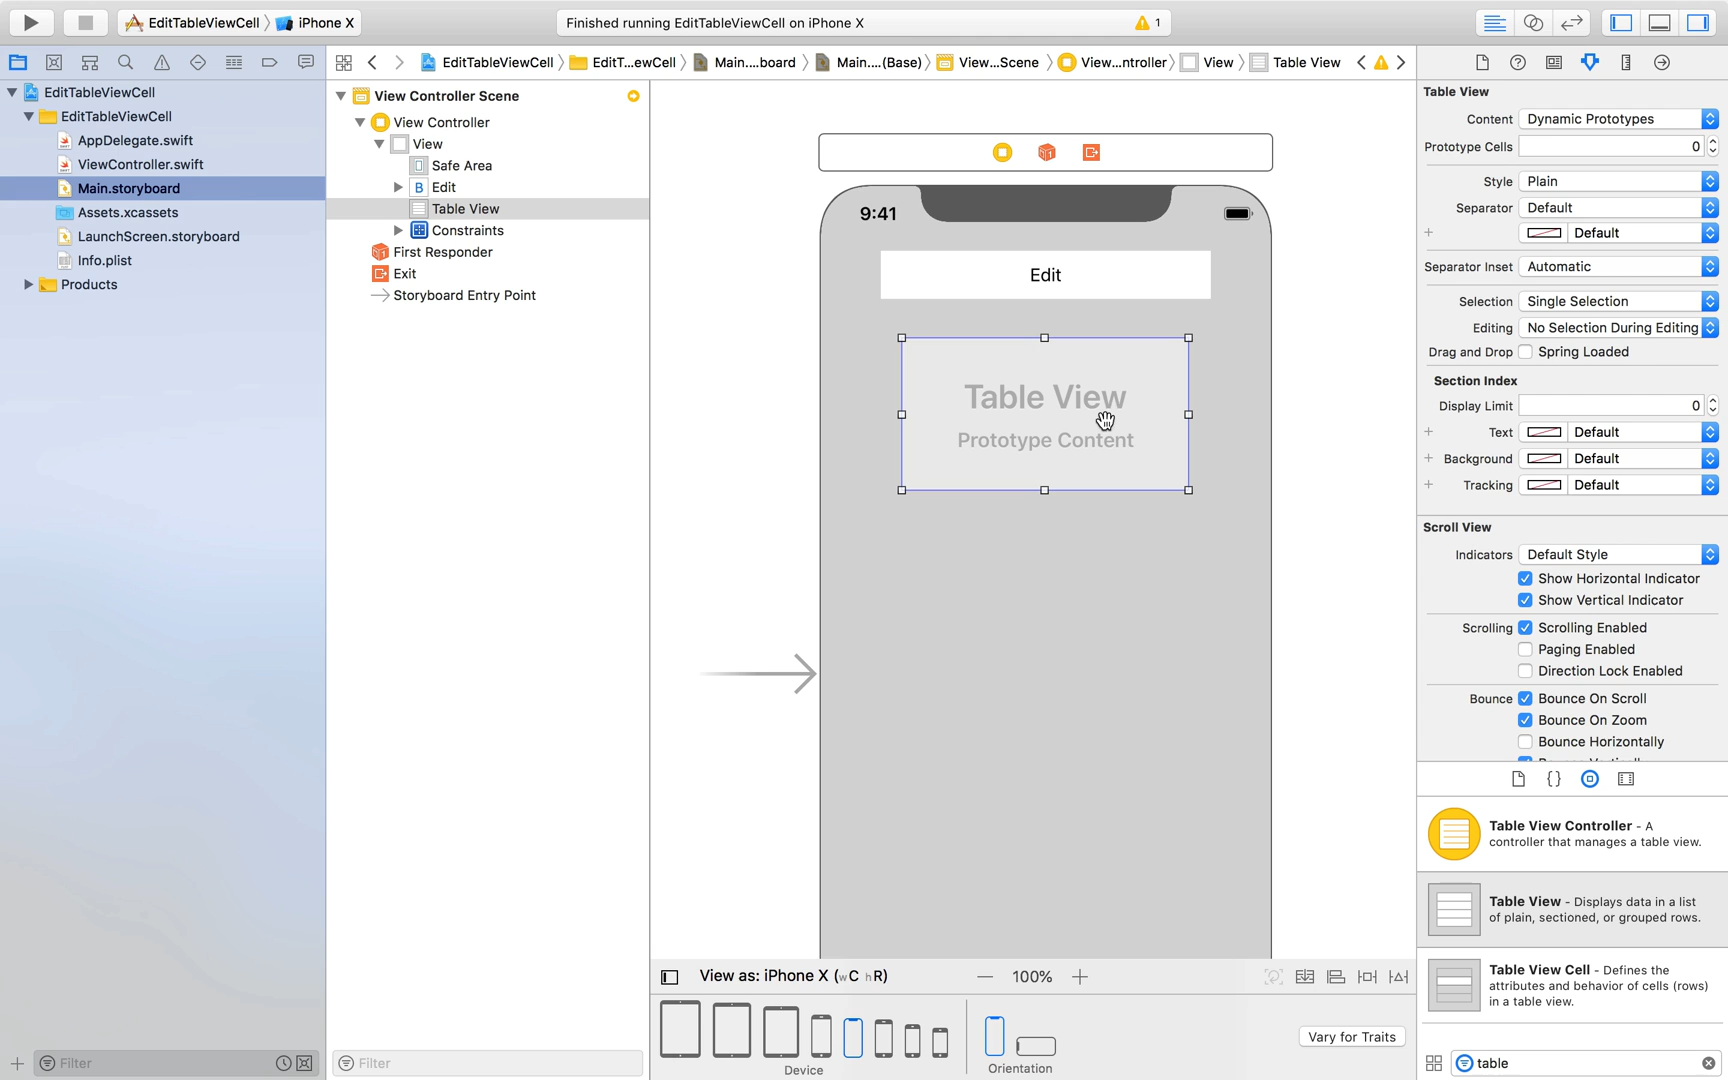 EditTableViewCell
iPhone X
Finished running EditTableViewCell on iPhone X
1
EditTableViewCell
EditT...ewCell
Main....board
Main....(Base)
View...Scene
View...ntroller
View
Table View
EditTableViewCell
EditTableViewCell
AppDelegate.swift
ViewController.swift
Main.storyboard
Assets.xcassets
LaunchScreen.storyboard
Info.plist
Products
Filter
View Controller Scene
View Controller
View
Safe Area
B Edit
Table View
Constraints
First Responder
Exit
Storyboard Entry Point
Filter
9:41
Edit
Table View
Prototype Content
View as: iPhone X (wC hR)
100%
Device
Orientation
Vary for Traits
Table View
Content Dynamic Prototypes
Prototype Cells 0
Style Plain
Separator Default
Default
Separator Inset Automatic
Selection Single Selection
Editing No Selection During Editing
Drag and Drop Spring Loaded
Section Index
Display Limit 0
Text Default
Background Default
Tracking Default
Scroll View
Indicators Default Style
Show Horizontal Indicator
Show Vertical Indicator
Scrolling Scrolling Enabled
Paging Enabled
Direction Lock Enabled
Bounce Bounce On Scroll
Bounce On Zoom
Bounce Horizontally
{}
Table View Controller - A
controller that manages a table view.
Table View - Displays data in a list
of plain, sectioned, or grouped rows.
Table View Cell - Defines the
attributes and behavior of cells (rows)
in a table view.
table